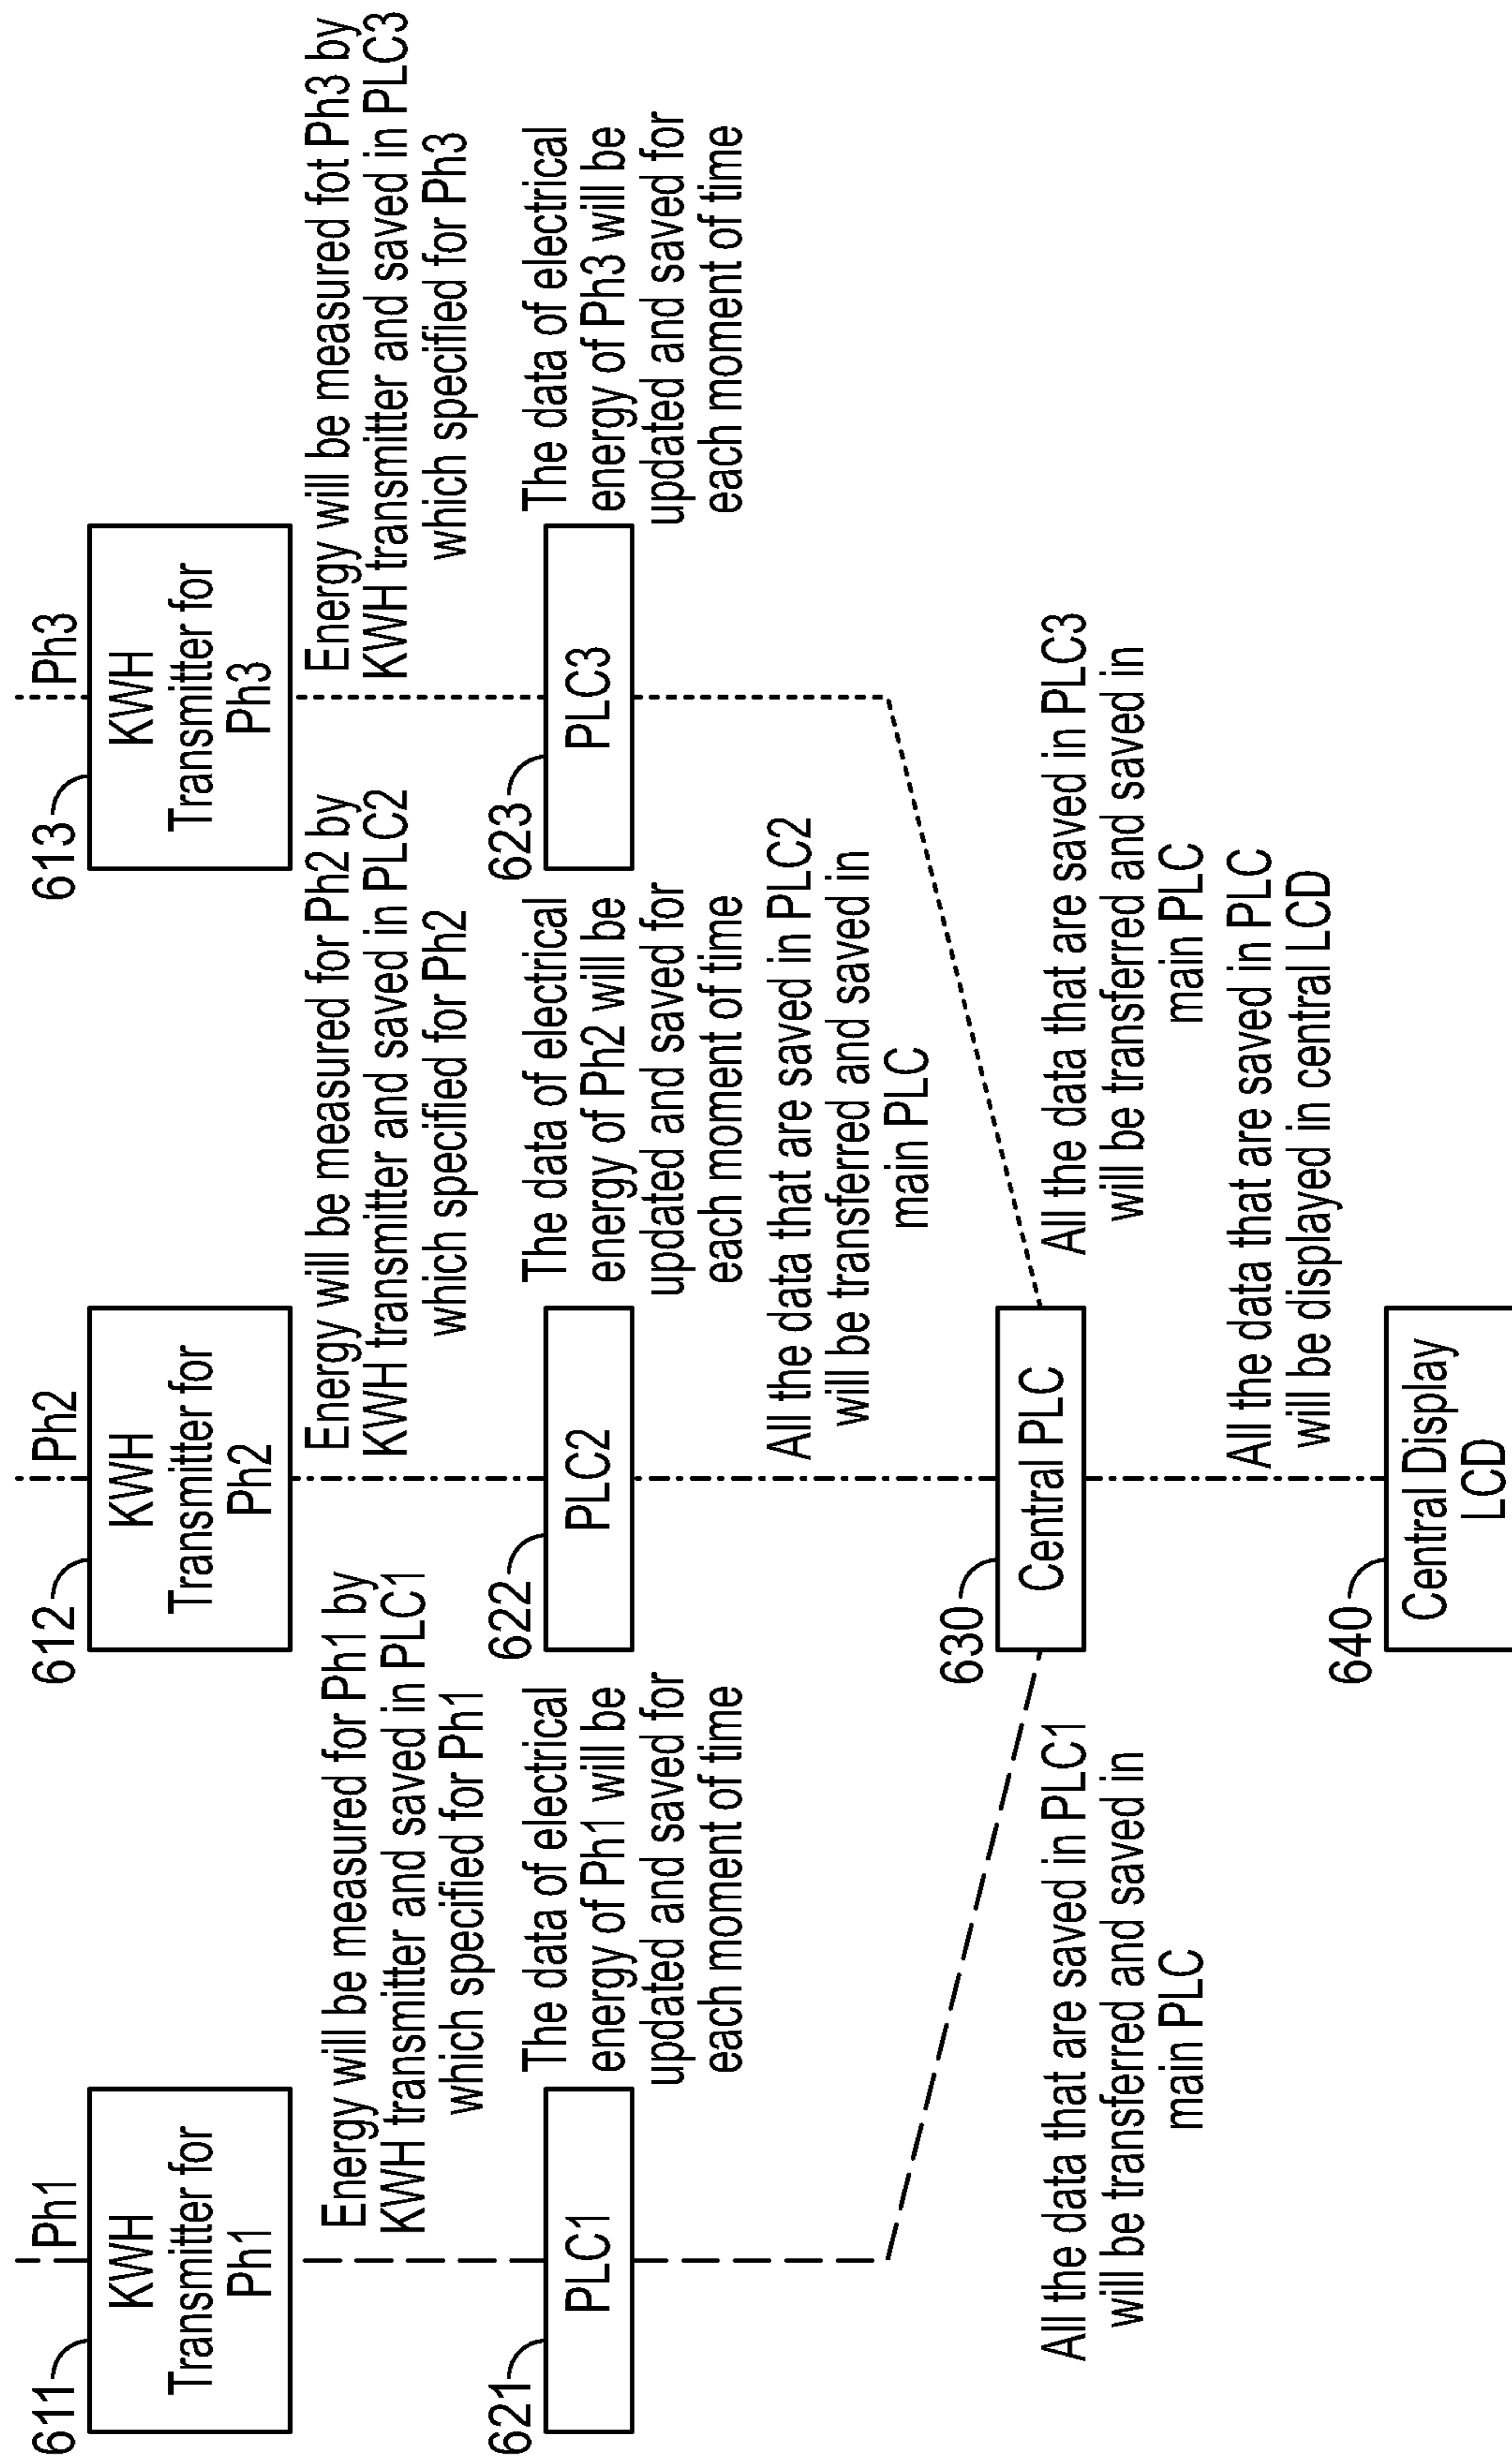 611
Ph1
KWH
Transmitter for
Ph1
612
Ph2
KWH
Transmitter for
Ph2
613
Ph3
KWH
Transmitter for
Ph3
Energy will be measured for Ph1 by
KWH transmitter and saved in PLC1
which specified for Ph1
Energy will be measured for Ph2 by
KWH transmitter and saved in PLC2
which specified for Ph2
Energy will be measured fot Ph3 by
KWH transmitter and saved in PLC3
which specified for Ph3
621
PLC1
The data of electrical
energy of Ph1 will be
updated and saved for
each moment of time
622
PLC2
The data of electrical
energy of Ph2 will be
updated and saved for
each moment of time
623
PLC3
The data of electrical
energy of Ph3 will be
updated and saved for
each moment of time
All the data that are saved in PLC2
will be transferred and saved in
main PLC
630
Central PLC
All the data that are saved in PLC1
will be transferred and saved in
main PLC
All the data that are saved in PLC3
will be transferred and saved in
main PLC
All the data that are saved in PLC
will be displayed in central LCD
640
Central Display
LCD